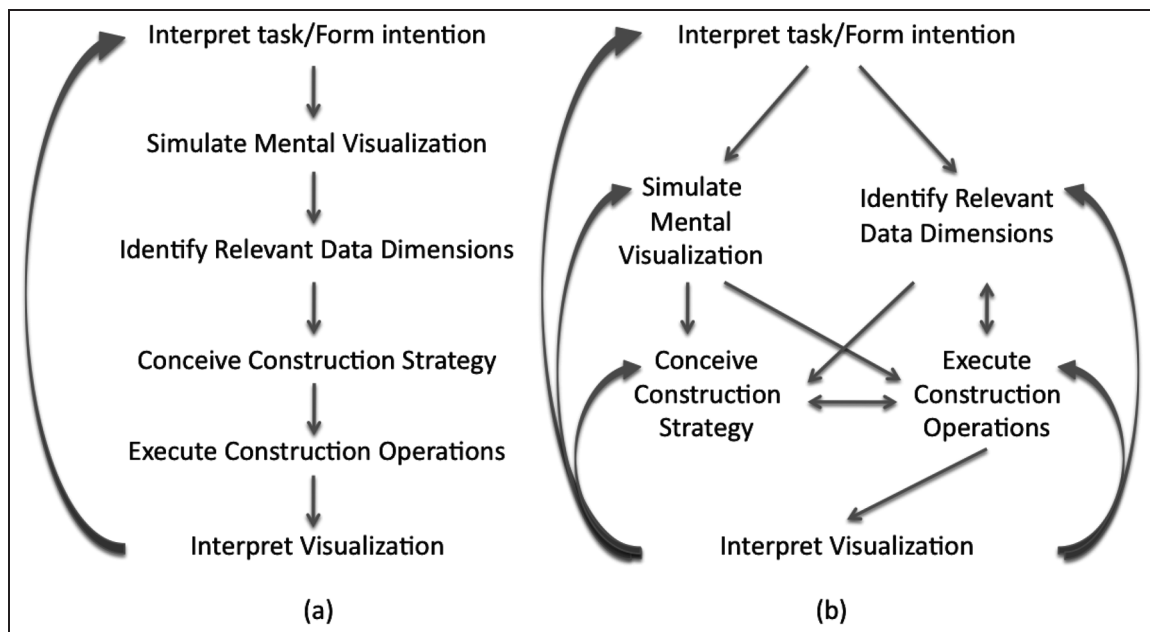 Interpret task/Form intention
Simulate Mental Visualization
Identify Relevant Data Dimensions
Conceive Construction Strategy
Execute Construction Operations
Interpret Visualization
(a)
Interpret task/Form intention
Simulate
Mental
Visualization
Identify Relevant
Data Dimensions
Conceive
Construction
Strategy
Execute
Construction
Operations
Interpret Visualization
(b)